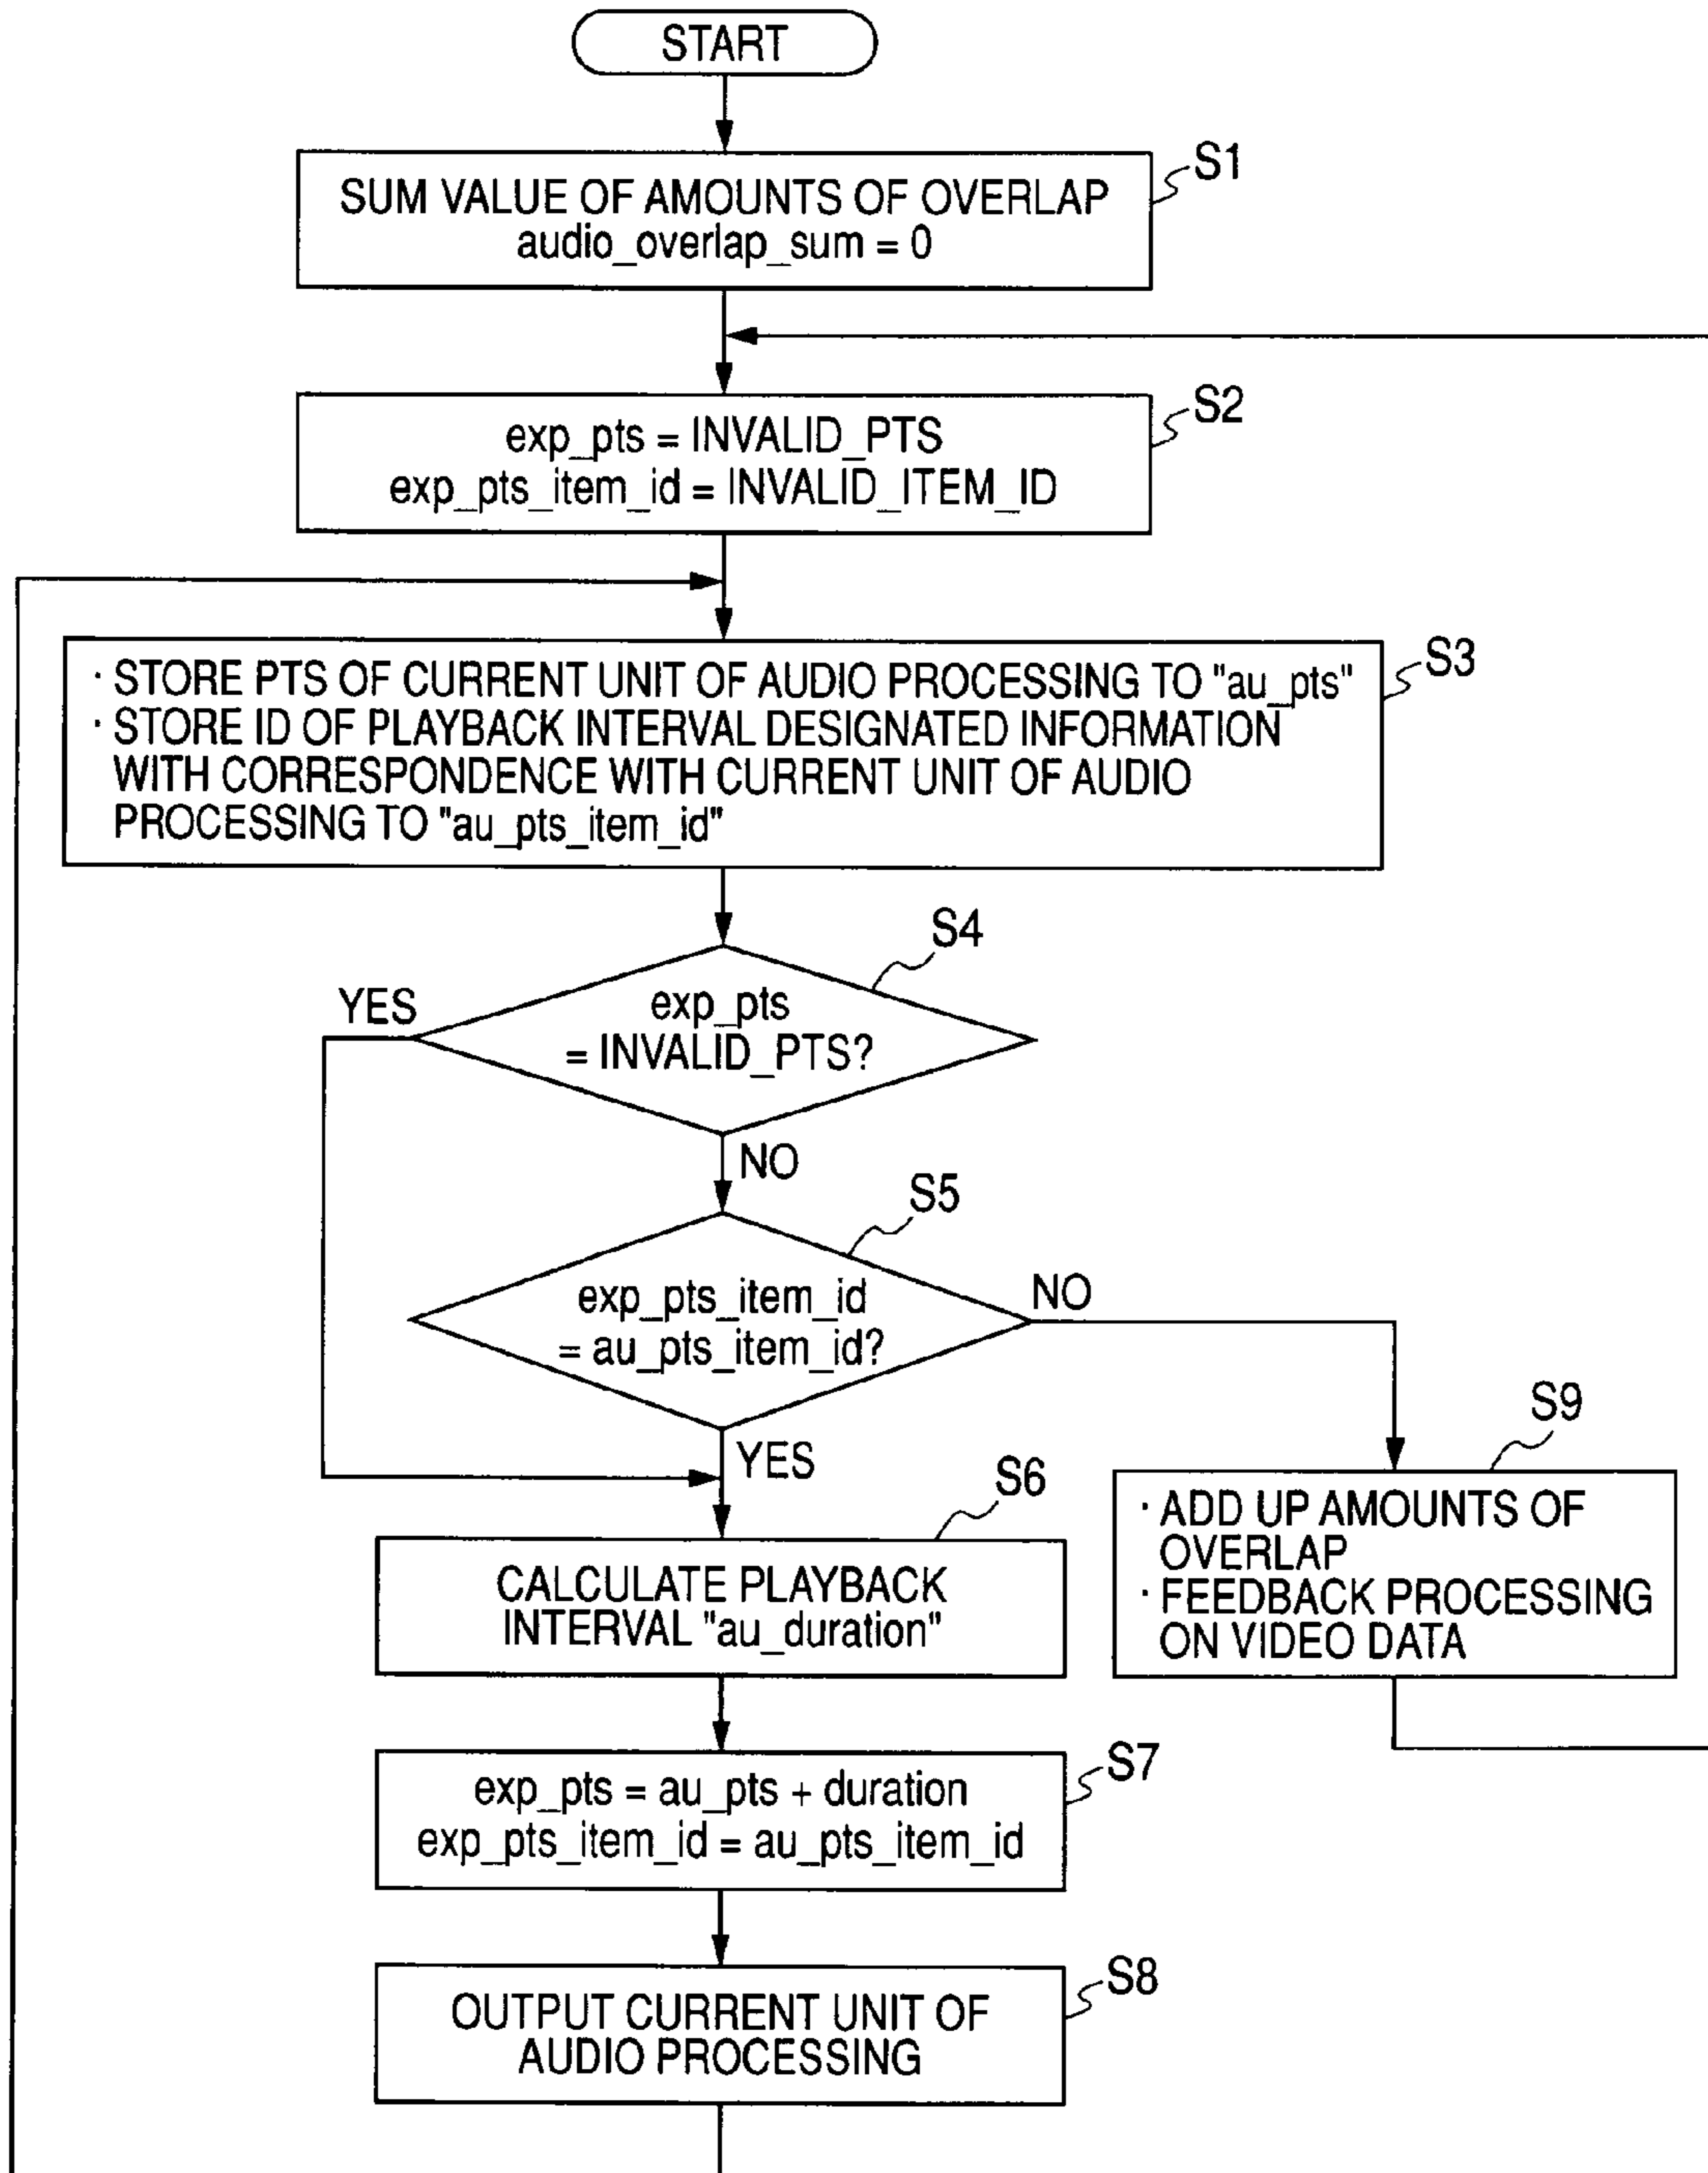 START
S1
SUM VALUE OF AMOUNTS OF OVERLAP
audio_overlap_sum = 0
S2
exp_pts = INVALID_PTS
exp_pts_item_id = INVALID_ITEM_ID
S3
· STORE PTS OF CURRENT UNIT OF AUDIO PROCESSING TO "au_pts"
· STORE ID OF PLAYBACK INTERVAL DESIGNATED INFORMATION
WITH CORRESPONDENCE WITH CURRENT UNIT OF AUDIO
PROCESSING TO "au_pts_item_id"
S4
YES
exp_pts
= INVALID_PTS?
NO
S5
exp_pts_item_id
= au_pts_item_id?
NO
YES
S9
· ADD UP AMOUNTS OF
OVERLAP
· FEEDBACK PROCESSING
ON VIDEO DATA
S6
CALCULATE PLAYBACK
INTERVAL "au_duration"
S7
exp_pts = au_pts + duration
exp_pts_item_id = au_pts_item_id
S8
OUTPUT CURRENT UNIT OF
AUDIO PROCESSING